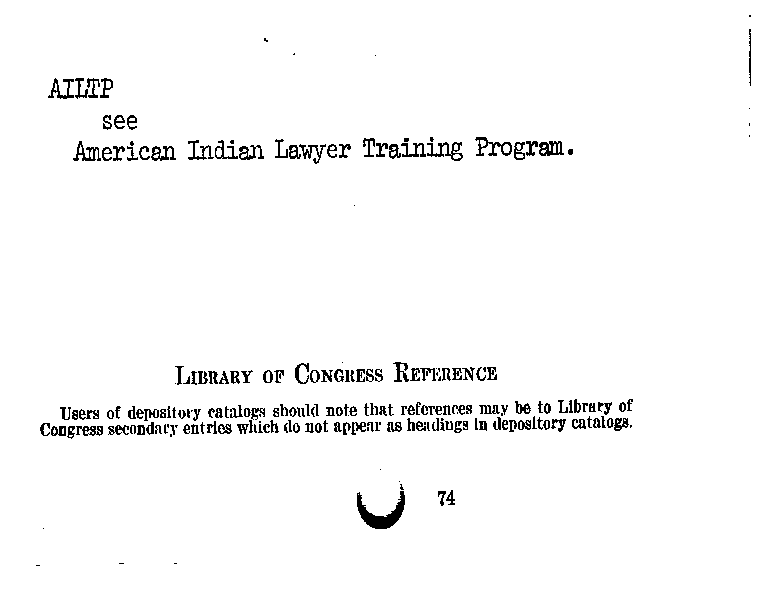 AILTP
see
American Indian Lawyer Training Program.
LIBRARY OF CONGRESS REFERENCE
Users of depository catalogs should note that references may be to Library of
Congress secondary entries which do not appear as headings in depository catalogs.
74